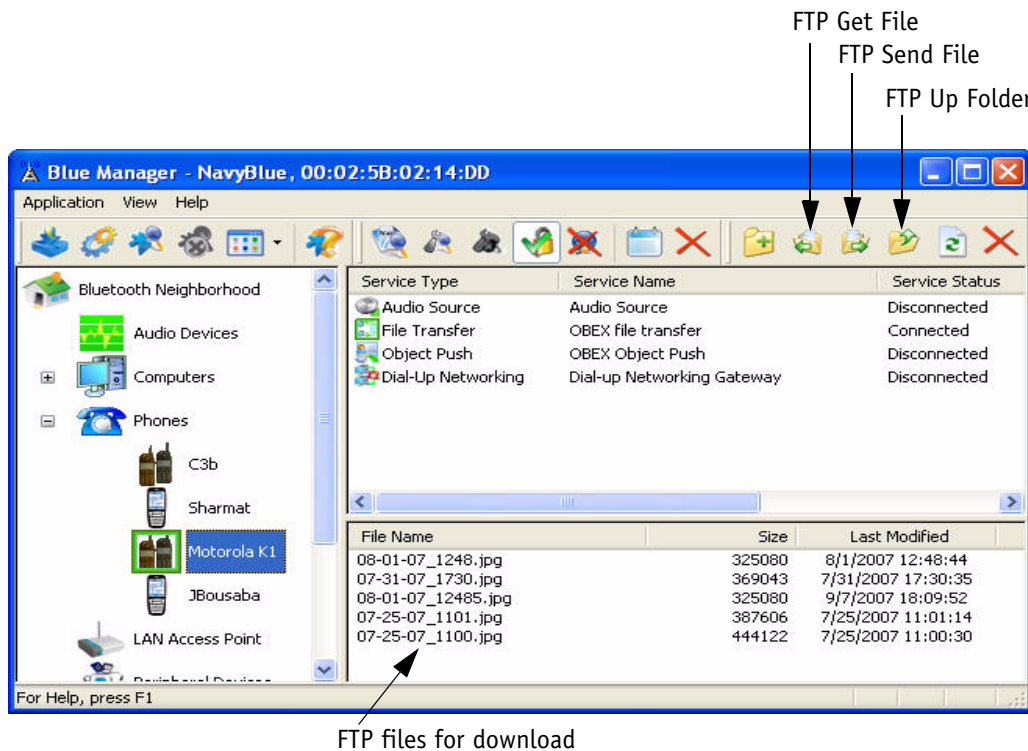 FTP Get File
FTP Send File
FTP Up Folder
Blue Manager - NavyBlue, 00:02:5B:02:14:DD
Application View Help
Bluetooth Neighborhood
Audio Devices
Computers
Phones
C3b
Sharmat
Motorola K1
JBousaba
LAN Access Point
Service Type Service Name Service Status
Audio Source Audio Source Disconnected
File Transfer OBEX file transfer Connected
Object Push OBEX Object Push Disconnected
Dial-Up Networking Dial-up Networking Gateway Disconnected
File Name Size Last Modified
08-01-07_1248.jpg 325080 8/1/2007 12:48:44
07-31-07_1730.jpg 369043 7/31/2007 17:30:35
08-01-07_12485.jpg 325080 9/7/2007 18:09:52
07-25-07_1101.jpg 387606 7/25/2007 11:01:14
07-25-07_1100.jpg 444122 7/25/2007 11:00:30
For Help, press F1
FTP files for download